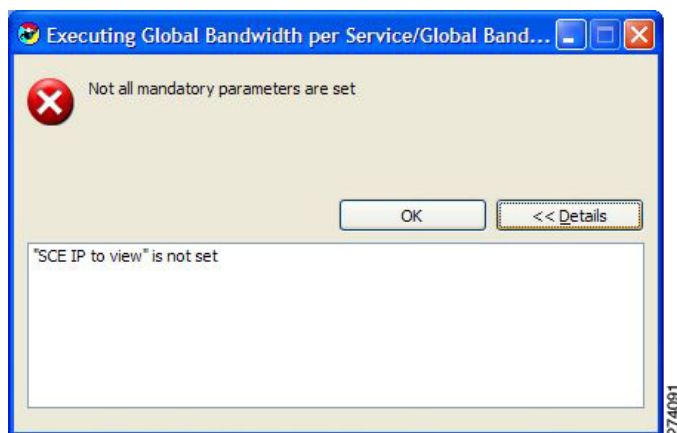 Executing Global Bandwidth per Service/Global Band...
Not all mandatory parameters are set
OK
<< Details
"SCE IP to view" is not set
274091